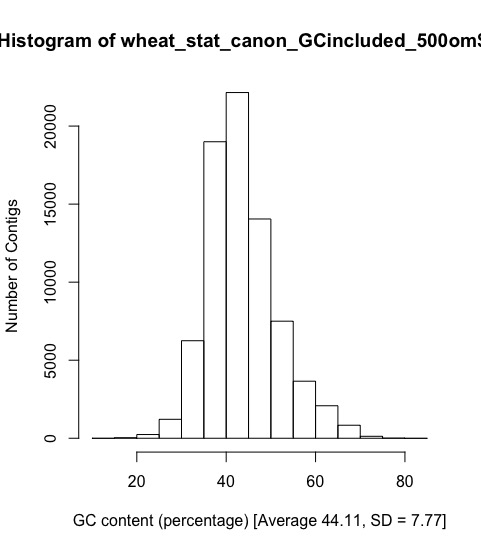 Histogram of wheat_stat_canon_GCincluded_500omS
20000
15000
10000
5000
0
Number of Contigs
20 40 60 80
GC content (percentage) [Average 44.11, SD = 7.77]